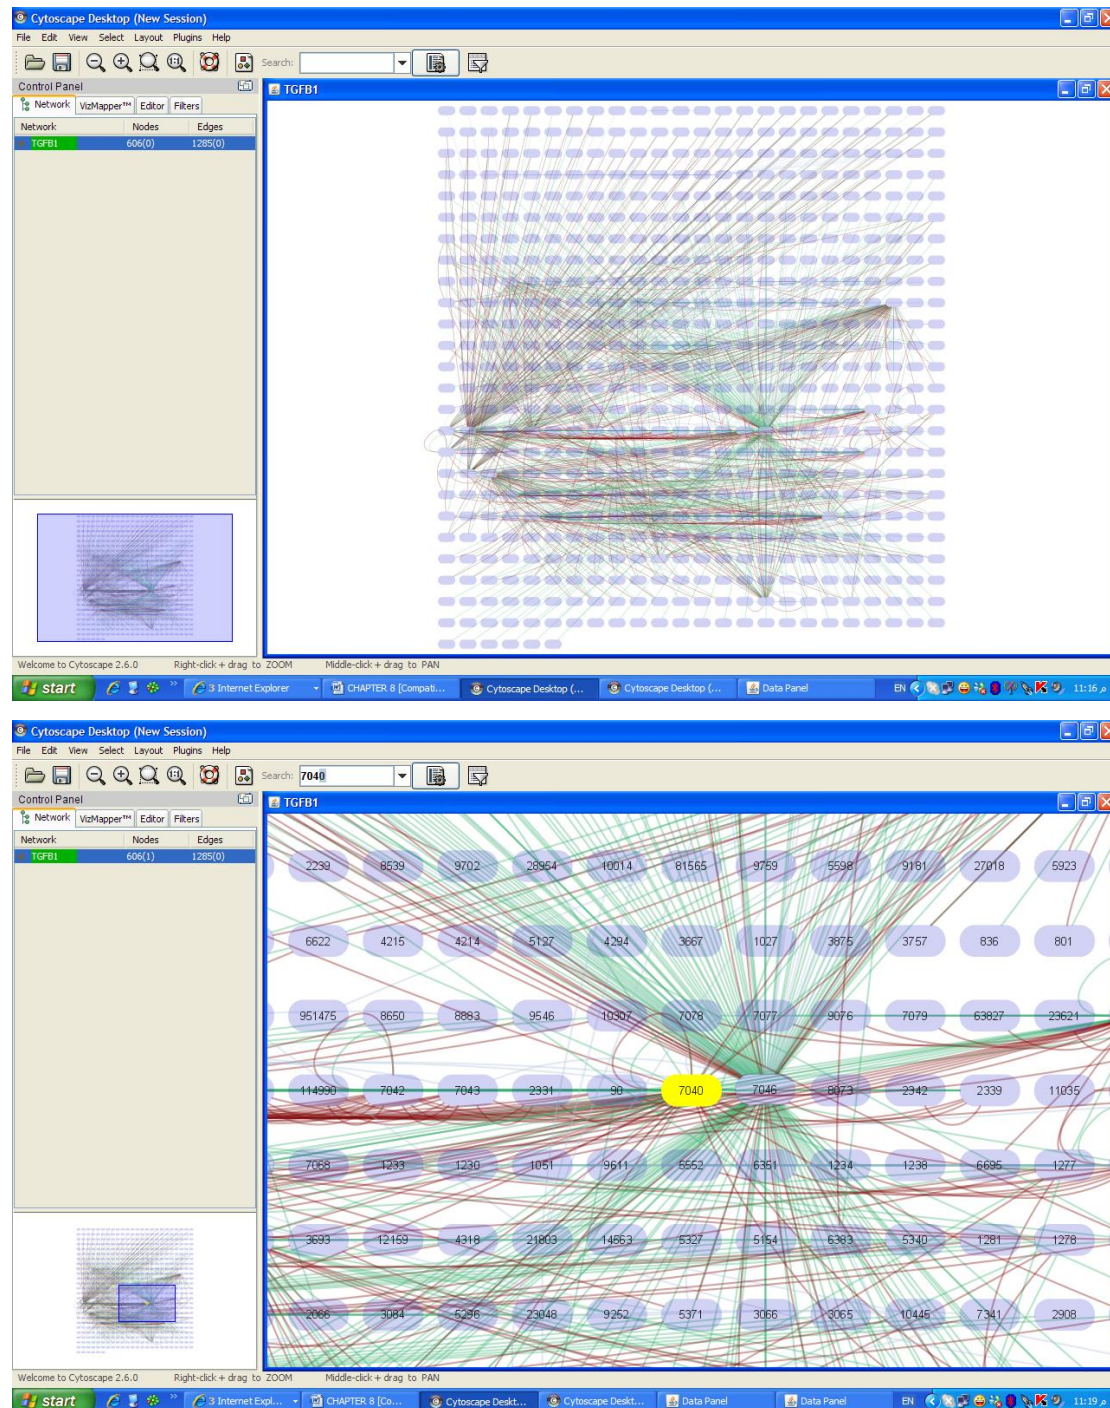 Cytoscape Desktop (New Session)
File Edit View Select Layout Plugins Help
Search:
Control Panel
Network VizMapper™ Editor Filters
Network Nodes Edges
TGFB1 606(0) 1285(0)
TGFB1
Welcome to Cytoscape 2.6.0 Right-click + drag to ZOOM Middle-click + drag to PAN
start 3 Internet Explorer CHAPTER 8 [Compati... Cytoscape Desktop (... Cytoscape Desktop (... Data Panel EN 11:16 م
Cytoscape Desktop (New Session)
File Edit View Select Layout Plugins Help
Search: 7040
Control Panel
Network VizMapper™ Editor Filters
Network Nodes Edges
TGFB1 606(1) 1285(0)
TGFB1
2239 8539 9702 28954 10014 81565 9759 5598 9181 27018 5923
6622 4215 4214 5127 4294 3667 1027 3875 3757 836 801
951475 8650 8883 9546 10307 7078 7077 9076 7079 63827 23621
114990 7042 7043 2331 90 7040 7046 8073 2342 2339 11035
7068 1233 1230 1051 9611 5552 6351 1234 1238 6695 1277
3693 12159 4318 21803 14563 5327 5154 6383 5340 1281 1278
2066 3084 5296 23048 9252 5371 3066 3065 10445 7341 2908
Welcome to Cytoscape 2.6.0 Right-click + drag to ZOOM Middle-click + drag to PAN
start 3 Internet Expl... CHAPTER 8 [Co... Cytoscape Deskt... Cytoscape Deskt... Data Panel Data Panel EN 11:19 م